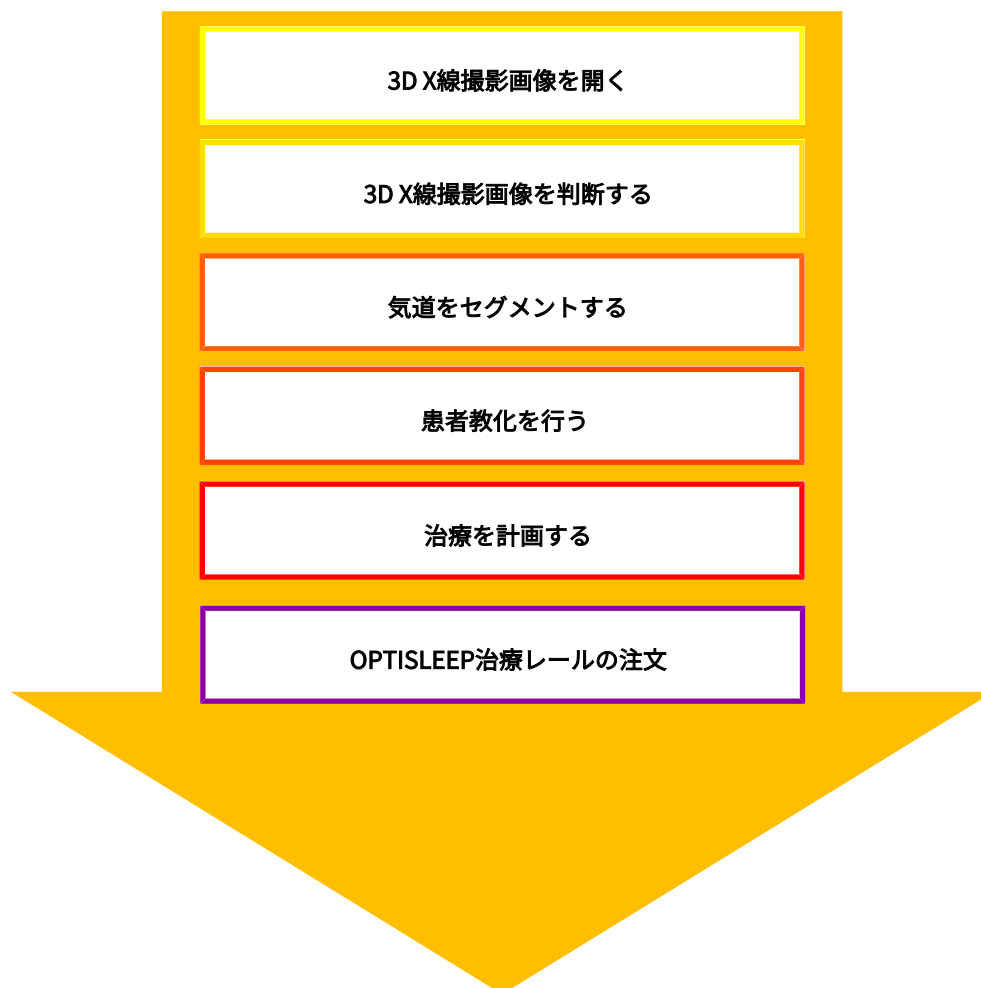 3D X線撮影画像を開く
3D X線撮影画像を判断する
気道をセグメントする
患者教化を行う
治療を計画する
OPTISLEEP治療レールの注文